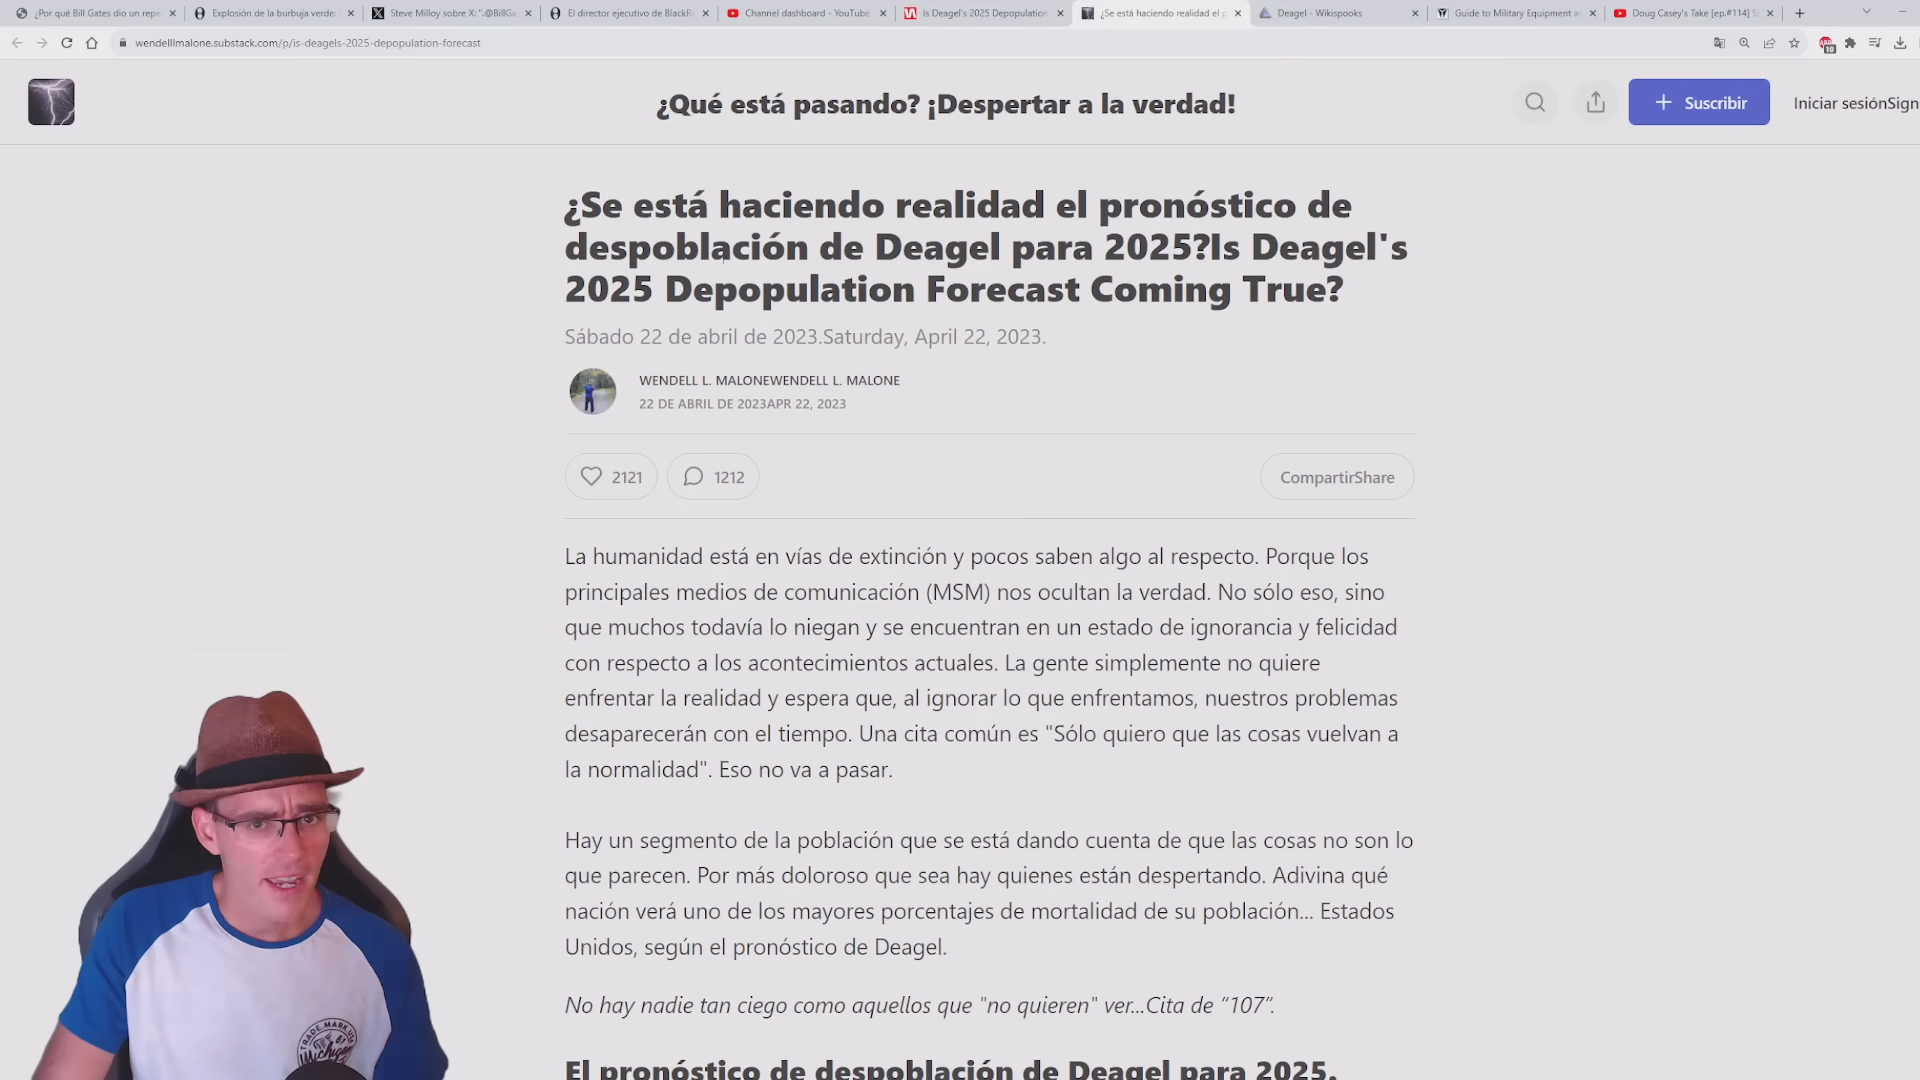 ¿Por qué Bill Gates dio un repe
Explosión de la burbuja verde:
Steve Milloy sobre X: ".@BillGa
El director ejecutivo de BlackRo
Channel dashboard - YouTube
Is Deagel's 2025 Depopulation
¿Se está haciendo realidad el p
Deagel - Wikispooks
Guide to Military Equipment a
Doug Casey's Take [ep.#114] S
wendelllmalone.substack.com/p/is-deagels-2025-depopulation-forecast
10
¿Qué está pasando? ¡Despertar a la verdad!
Suscribir
Iniciar sesiónSign
¿Se está haciendo realidad el pronóstico de
despoblación de Deagel para 2025?Is Deagel's
2025 Depopulation Forecast Coming True?
Sábado 22 de abril de 2023.Saturday, April 22, 2023.
WENDELL L. MALONEWENDELL L. MALONE
22 DE ABRIL DE 2023APR 22, 2023
2121
1212
CompartirShare
La humanidad está en vías de extinción y pocos saben algo al respecto. Porque los
principales medios de comunicación (MSM) nos ocultan la verdad. No sólo eso, sino
que muchos todavía lo niegan y se encuentran en un estado de ignorancia y felicidad
con respecto a los acontecimientos actuales. La gente simplemente no quiere
enfrentar la realidad y espera que, al ignorar lo que enfrentamos, nuestros problemas
desaparecerán con el tiempo. Una cita común es "Sólo quiero que las cosas vuelvan a
la normalidad". Eso no va a pasar.
Hay un segmento de la población que se está dando cuenta de que las cosas no son lo
que parecen. Por más doloroso que sea hay quienes están despertando. Adivina qué
nación verá uno de los mayores porcentajes de mortalidad de su población... Estados
Unidos, según el pronóstico de Deagel.
No hay nadie tan ciego como aquellos que "no quieren" ver...Cita de “107”.
El pronóstico de despoblación de Deagel para 2025.
TRADE.MARK
61